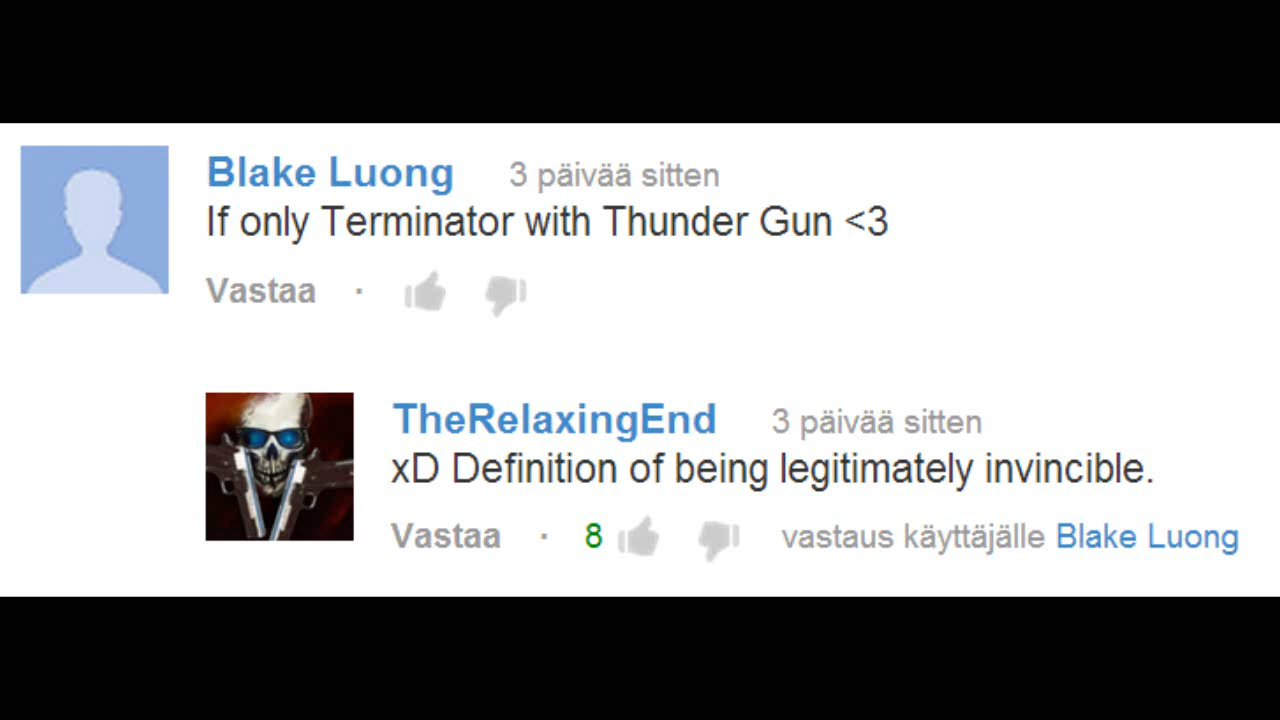 Blake Luong 3 päivää sitten
If only Terminator with Thunder Gun <3
Vastaa ·
TheRelaxingEnd 3 päivää sitten
xD Definition of being legitimately invincible.
Vastaa · 8 vastaus käyttäjälle Blake Luong